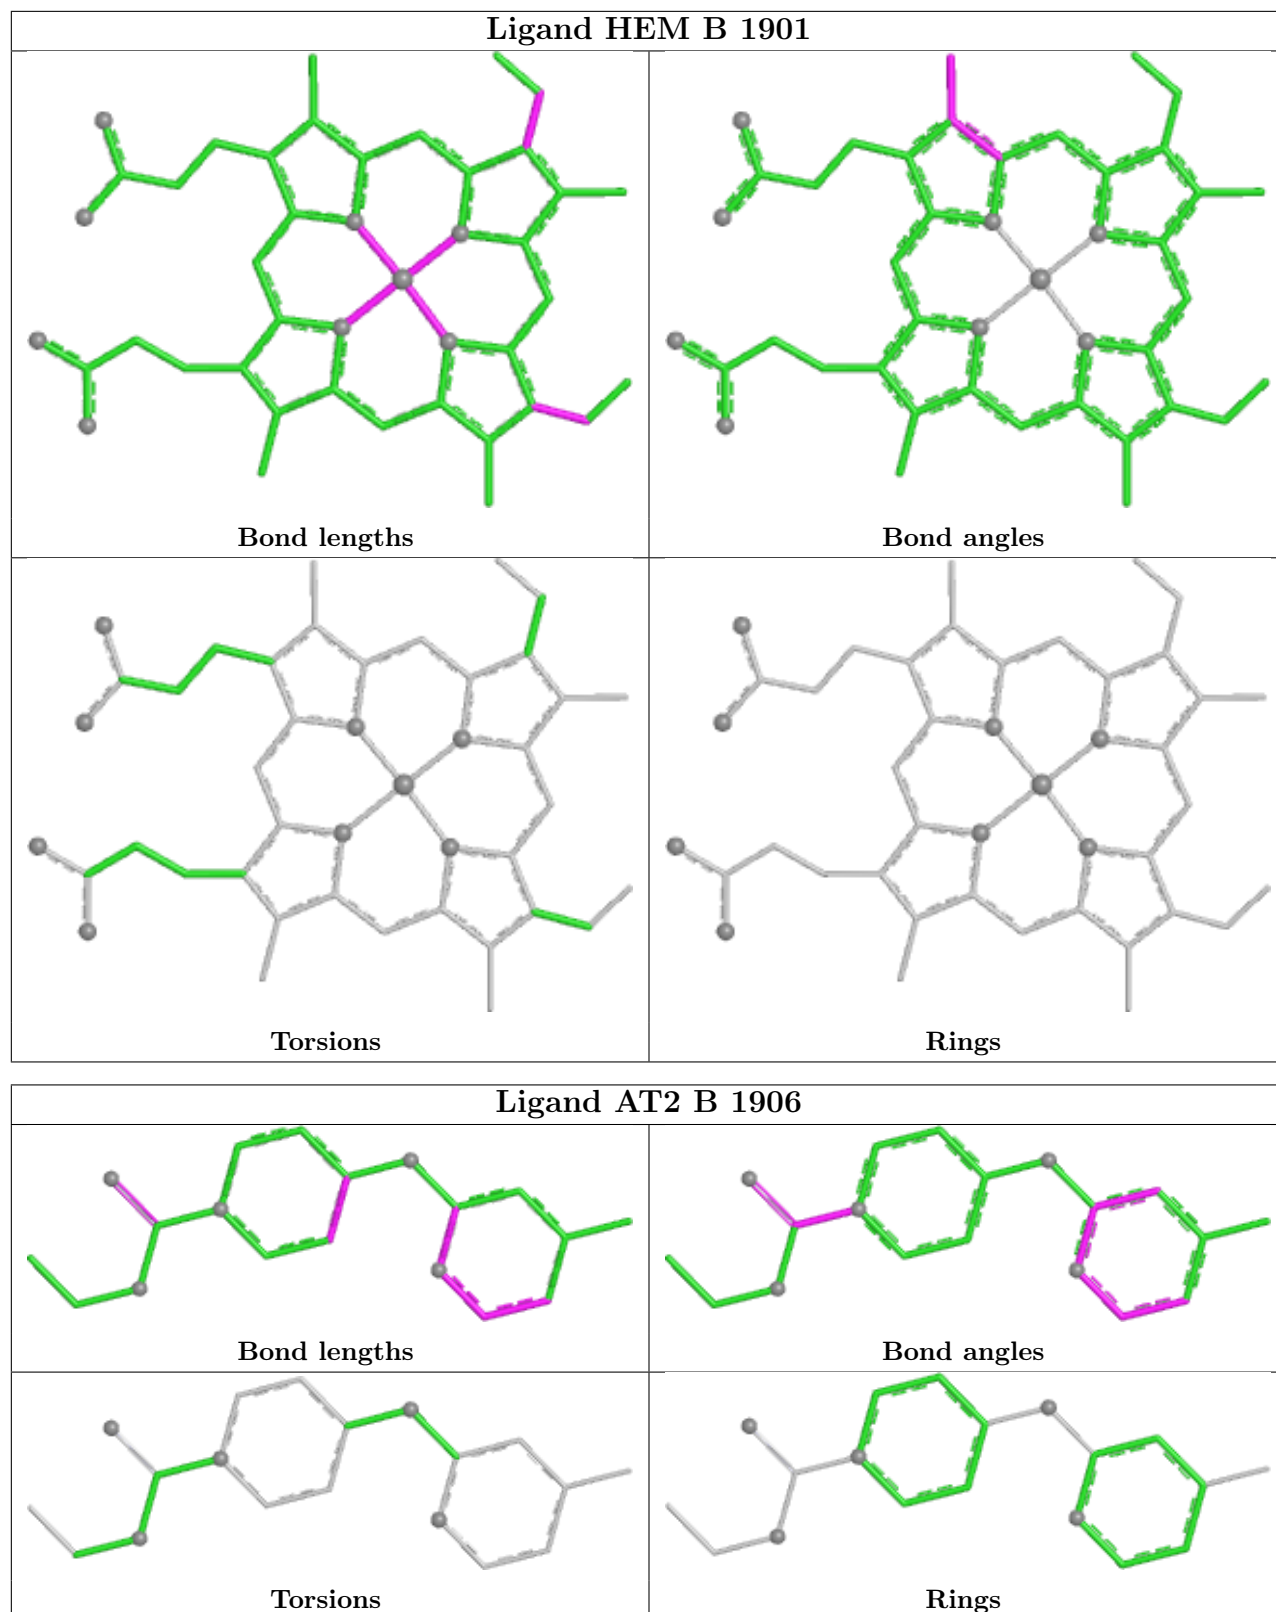 Ligand HEM B 1901
Bond lengths
Bond angles
Torsions
Rings
Ligand AT2 B 1906
Bond lengths
Bond angles
Torsions
Rings